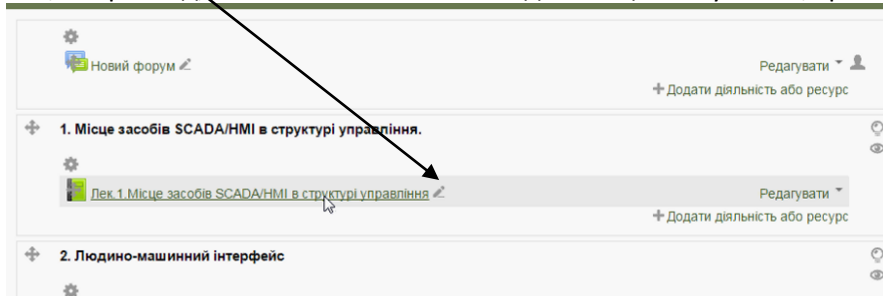 Новий форум
Редагувати
Додати діяльність або ресурс
1. Місце засобів SCADA/HMI в структурі управління.
Лек.1.Місце засобів SCADA/HMI в структурі управління
Редагувати
Додати діяльність або ресурс
2. Людино-машинний інтерфейс